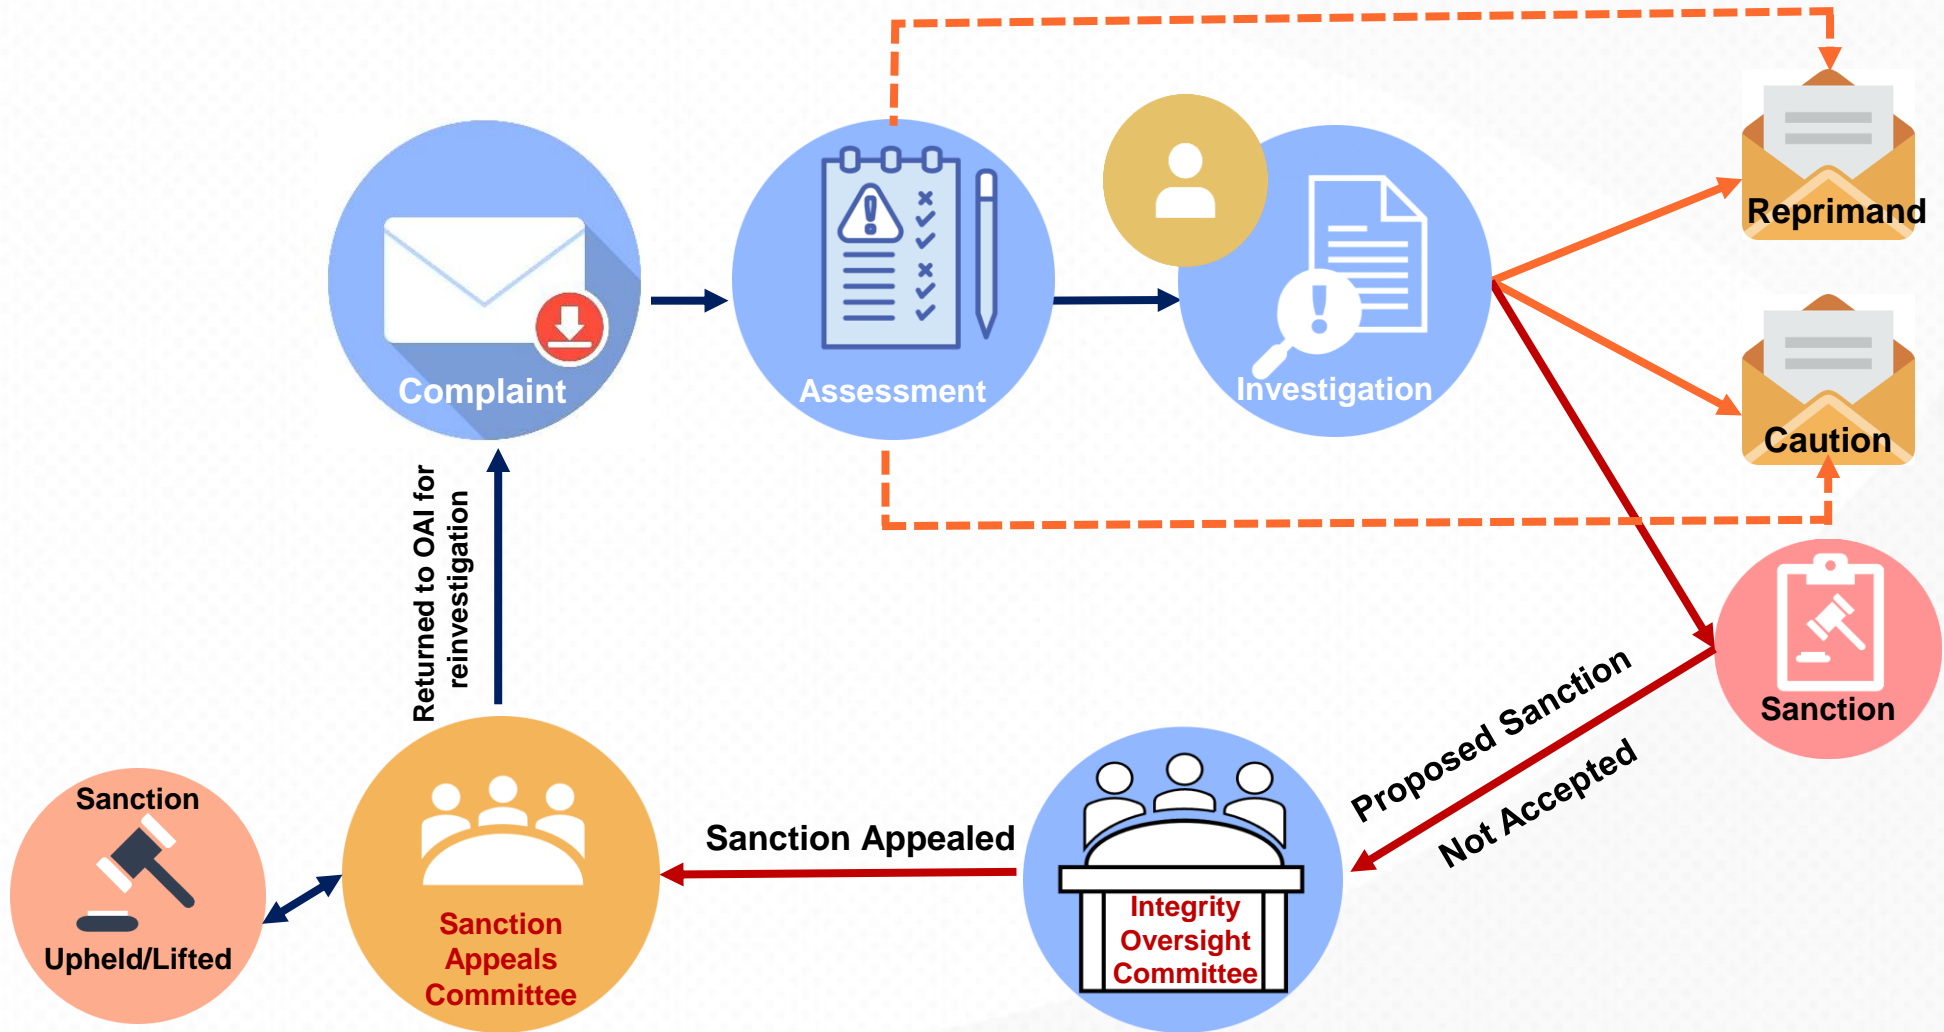 Reprimand
Complaint
Assessment
Investigation
Caution
Returned to OAI for
reinvestigation
Sanction
Proposed Sanction
Not Accepted
Sanction Appealed
Integrity
Oversight
Committee
Sanction
Appeals
Committee
Sanction
Upheld/Lifted